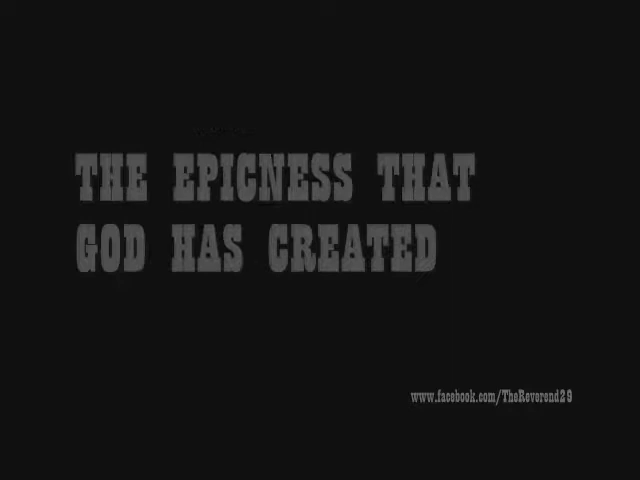 THE EPICNESS THAT
GOD HAS CREATED
www.facebook.com/TheReverend29